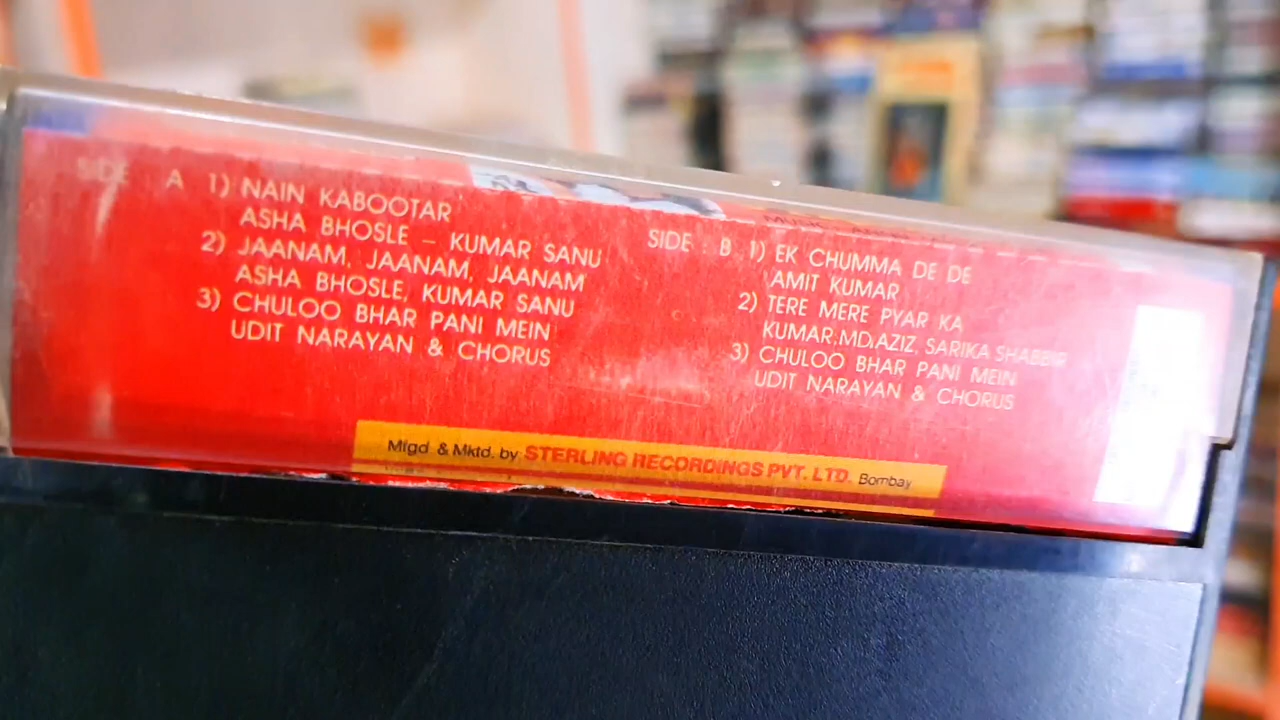 SIDE A 1) NAIN KABOOTAR
ASHA BHOSLE – KUMAR SANU
2) JAANAM, JAANAM, JAANAM
ASHA BHOSLE, KUMAR SANU
3) CHULOO BHAR PANI MEIN
UDIT NARAYAN & CHORUS
SIDE : B 1) EK CHUMMA DE DE
AMIT KUMAR
2) TERE MERE PYAR KA
KUMAR,MD.AZIZ, SARIKA SHABBIR
3) CHULOO BHAR PANI MEIN
UDIT NARAYAN & CHORUS
Mfgd. & Mktd. by STERLING RECORDINGS PVT. LTD. Bombay